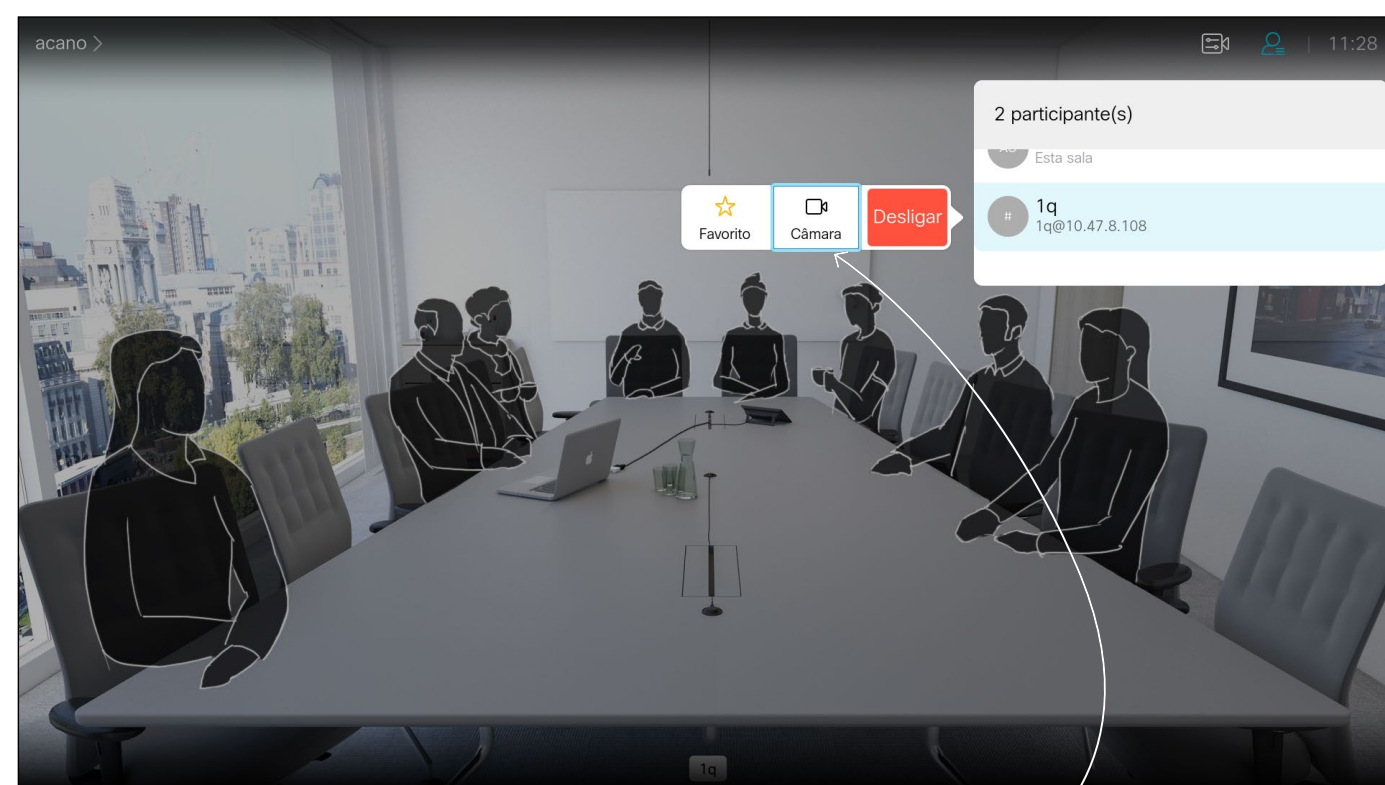 acano
11:28
2 participante(s)
Esta sala
Favorito
Câmara
Desligar
#
1q
1q@10.47.8.108
1q